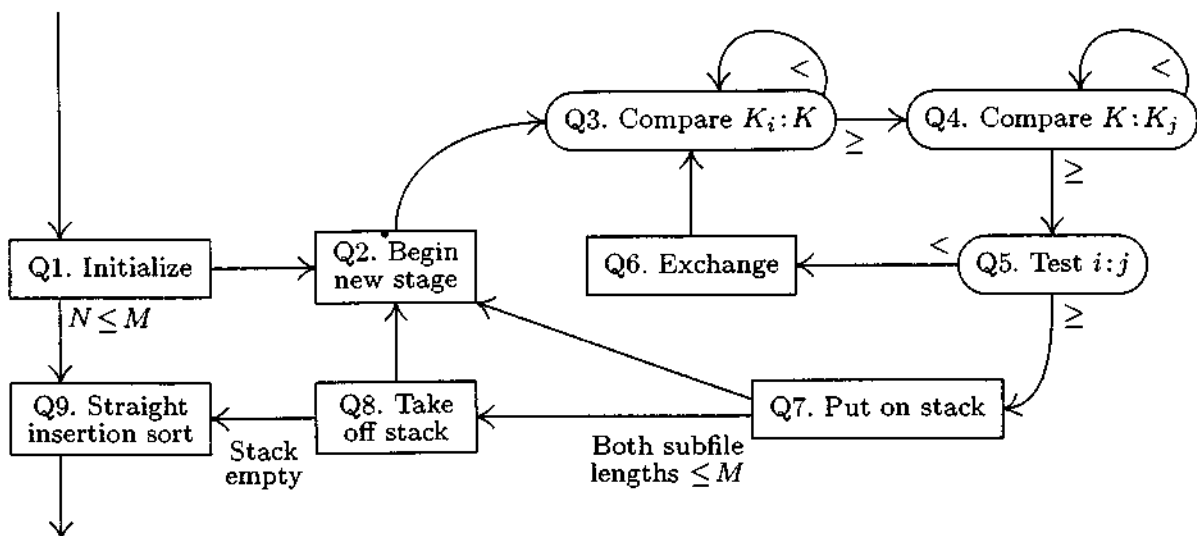 <
<
Q3. Compare K_i : K
≥
Q4. Compare K : K_j
≥
Q1. Initialize
Q2. Begin
new stage
Q6. Exchange
<
Q5. Test i : j
≥
N ≤ M
Q9. Straight
insertion sort
Stack
empty
Q8. Take
off stack
Both subfile
lengths ≤ M
Q7. Put on stack